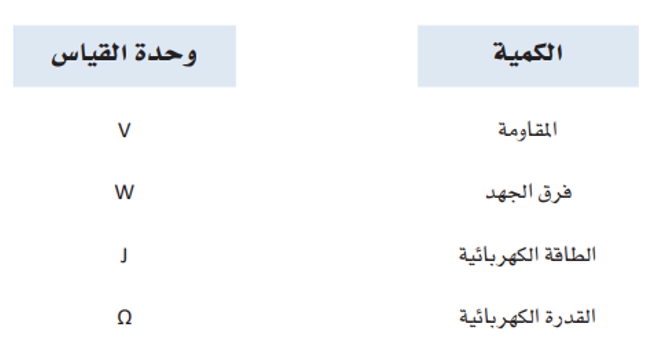 الكمية وحدة القياس
المقاومة V
فرق الجهد W
الطاقة الكهربائية J
القدرة الكهربائية Ω